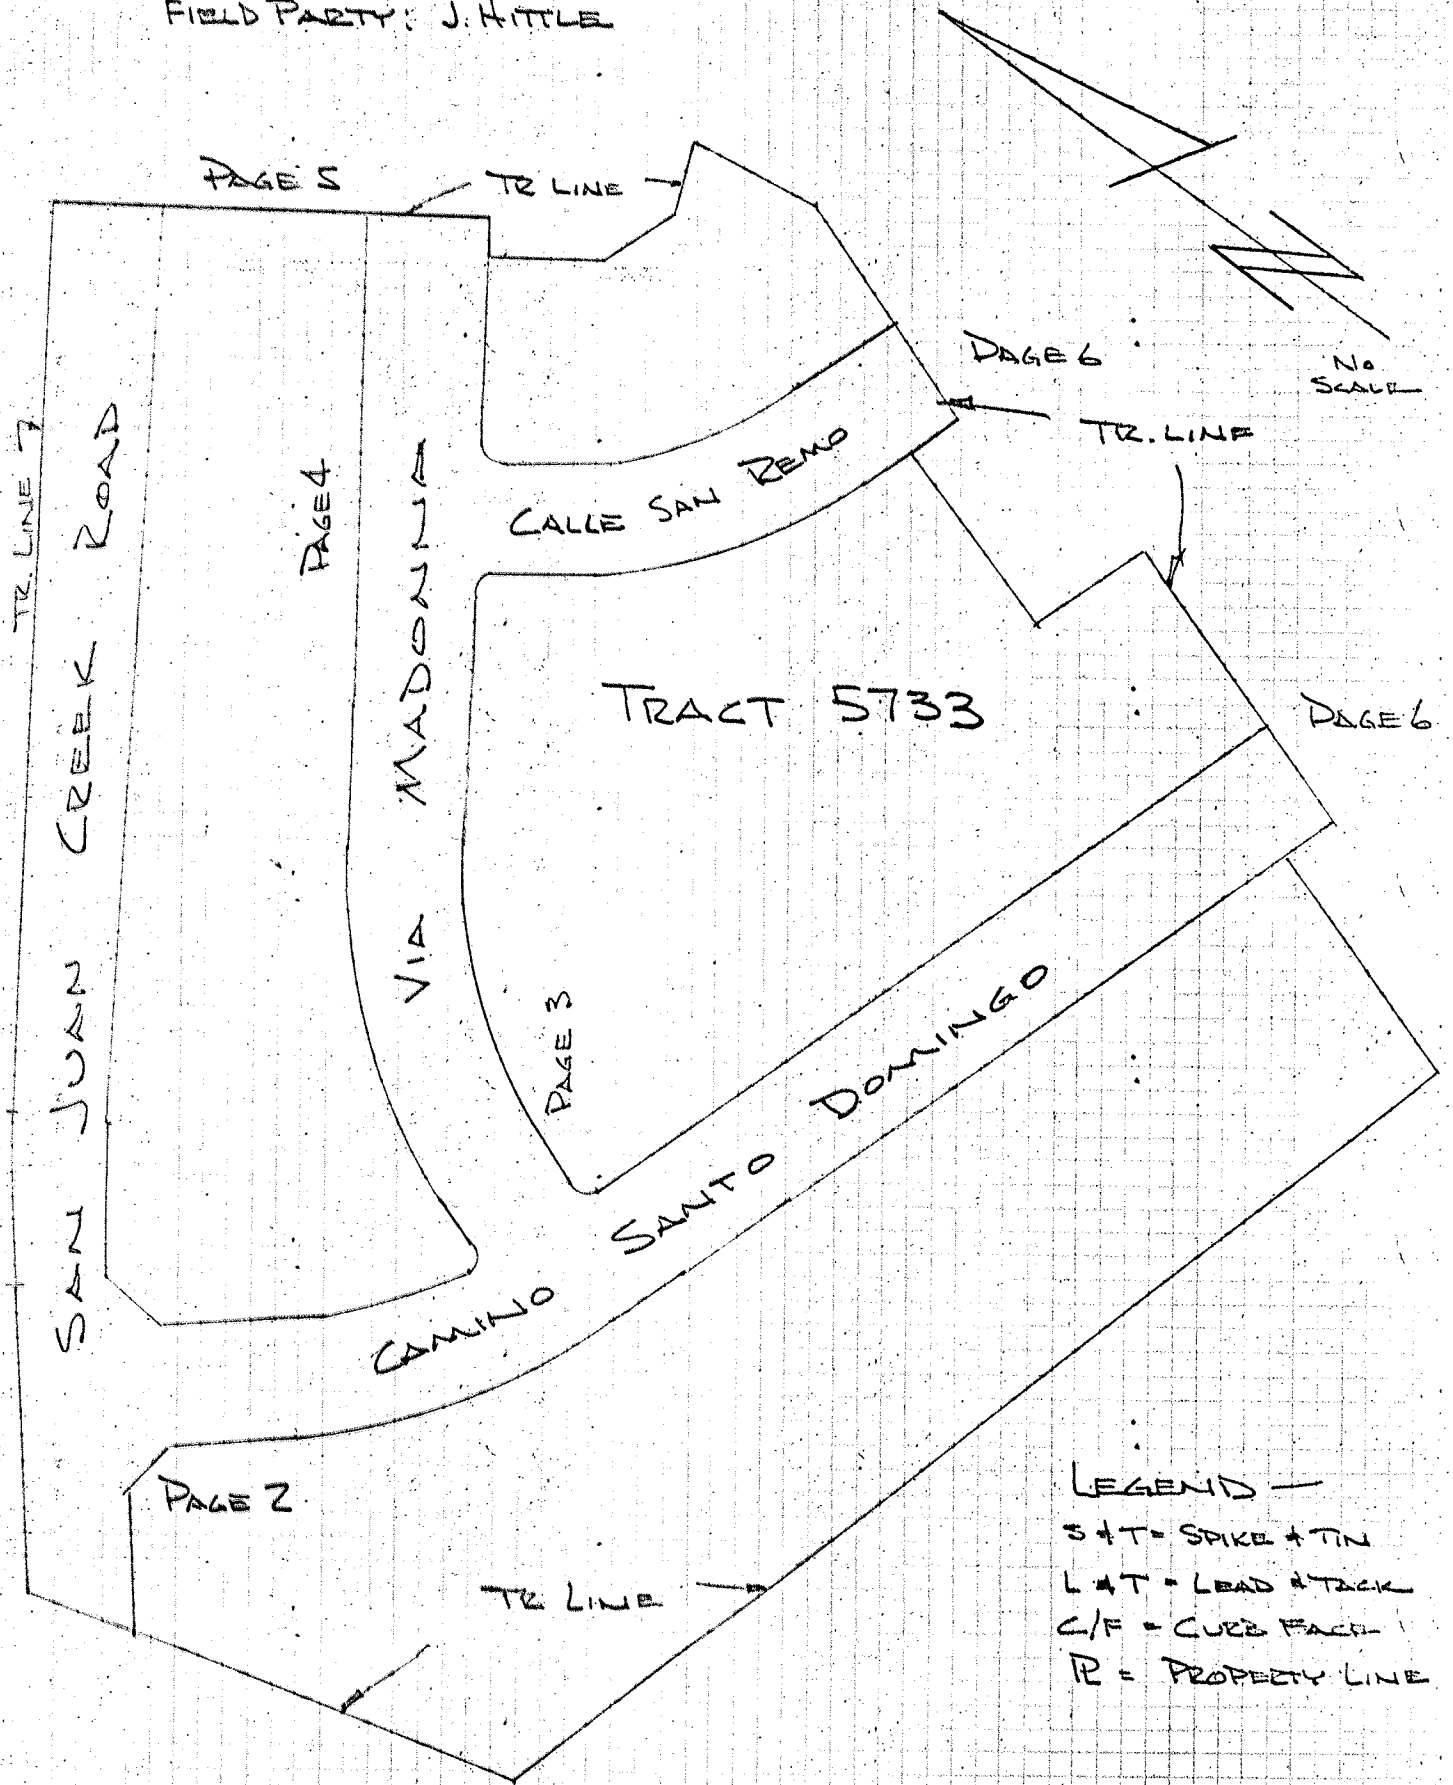 FIELD PARTY: J. HITTLE
PAGE 5
TR LINE
N
NO
SCALE
PAGE 6
TR. LINE
TR. LINE 7
SAN JUAN CREEK ROAD
PAGE 4
VIA MADONNA
CALLE SAN REMO
TRACT 5733
PAGE 6
PAGE 3
CAMINO SANTO DOMINGO
PAGE 2
TR LINE
LEGEND —
S & T = SPIKE & TIN
L & T = LEAD & TACK
C/F = CURB FACE
PL = PROPERTY LINE